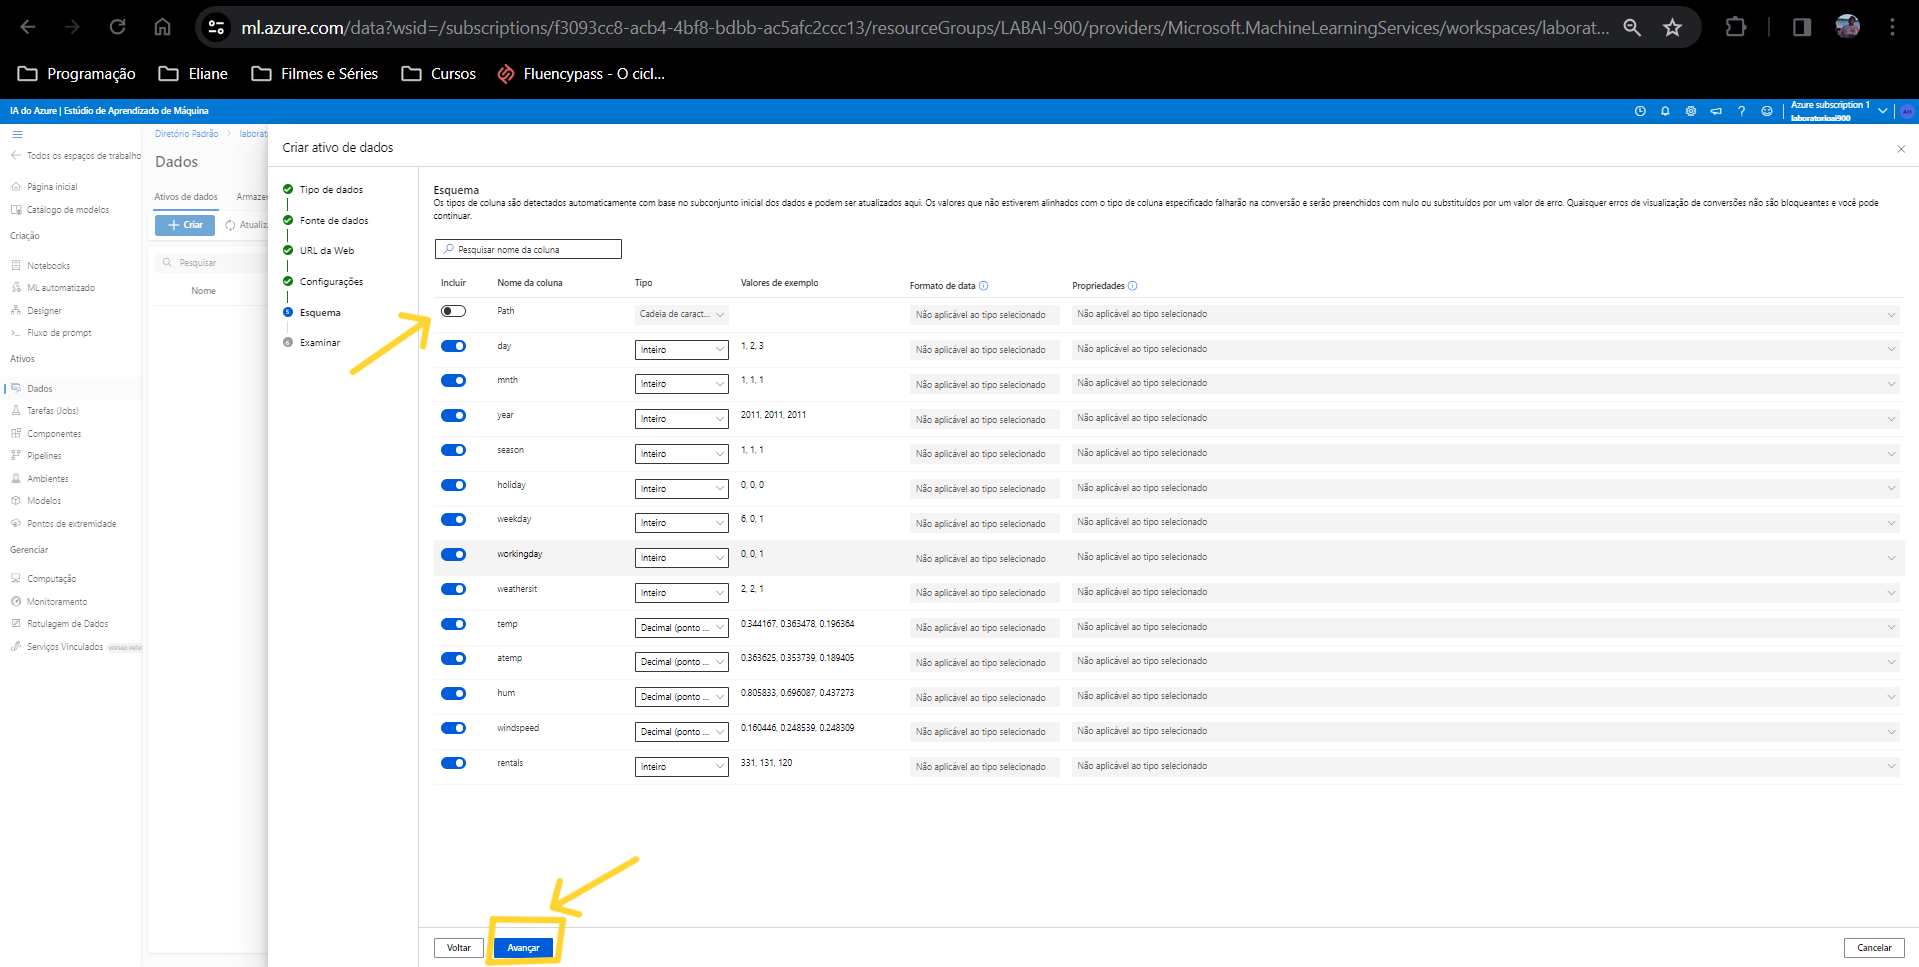 ml.azure.com/data?wsid=/subscriptions/f3093cc8-acb4-4bf8-bdbb-ac5afc2ccc13/resourceGroups/LABAI-900/providers/Microsoft.MachineLearningServices/workspaces/laborat...
Programação Eliane Filmes e Séries Cursos Fluencypass - O cicl...
IA do Azure | Estúdio de Aprendizado de Máquina
Azure subscription 1
laboratorioai900
Diretório Padrão > laborat
Todos os espaços de trabalho
Dados
Página inicial
Catálogo de modelos
Criação
Notebooks
ML automatizado
Designer
Fluxo de prompt
Ativos
Dados
Tarefas (Jobs)
Componentes
Pipelines
Ambientes
Modelos
Pontos de extremidade
Gerenciar
Computação
Monitoramento
Rotulagem de Dados
Serviços Vinculados
Ativos de dados Armazen
Criar Atualiza
Pesquisar
Nome
Criar ativo de dados
Tipo de dados
Fonte de dados
URL da Web
Configurações
5 Esquema
6 Examinar
Esquema
Os tipos de coluna são detectados automaticamente com base no subconjunto inicial dos dados e podem ser atualizados aqui. Os valores que não estiverem alinhados com o tipo de coluna especificado falharão na conversão e serão preenchidos com nulo ou substituídos por um valor de erro. Quaisquer erros de visualização de conversões não são bloqueantes e você pode
continuar.
Pesquisar nome da coluna
Incluir Nome da coluna Tipo Valores de exemplo Formato de data Propriedades
Path Cadeia de caract... Não aplicável ao tipo selecionado Não aplicável ao tipo selecionado
day Inteiro 1, 2, 3 Não aplicável ao tipo selecionado Não aplicável ao tipo selecionado
mnth Inteiro 1, 1, 1 Não aplicável ao tipo selecionado Não aplicável ao tipo selecionado
year Inteiro 2011, 2011, 2011 Não aplicável ao tipo selecionado Não aplicável ao tipo selecionado
season Inteiro 1, 1, 1 Não aplicável ao tipo selecionado Não aplicável ao tipo selecionado
holiday Inteiro 0, 0, 0 Não aplicável ao tipo selecionado Não aplicável ao tipo selecionado
weekday Inteiro 6, 0, 1 Não aplicável ao tipo selecionado Não aplicável ao tipo selecionado
workingday Inteiro 0, 0, 1 Não aplicável ao tipo selecionado Não aplicável ao tipo selecionado
weathersit Inteiro 2, 2, 1 Não aplicável ao tipo selecionado Não aplicável ao tipo selecionado
temp Decimal (ponto ... 0.344167, 0.363478, 0.196364 Não aplicável ao tipo selecionado Não aplicável ao tipo selecionado
atemp Decimal (ponto ... 0.363625, 0.353739, 0.189405 Não aplicável ao tipo selecionado Não aplicável ao tipo selecionado
hum Decimal (ponto ... 0.805833, 0.696087, 0.437273 Não aplicável ao tipo selecionado Não aplicável ao tipo selecionado
windspeed Decimal (ponto ... 0.160446, 0.248539, 0.248309 Não aplicável ao tipo selecionado Não aplicável ao tipo selecionado
rentals Inteiro 331, 131, 120 Não aplicável ao tipo selecionado Não aplicável ao tipo selecionado
Voltar Avançar Cancelar